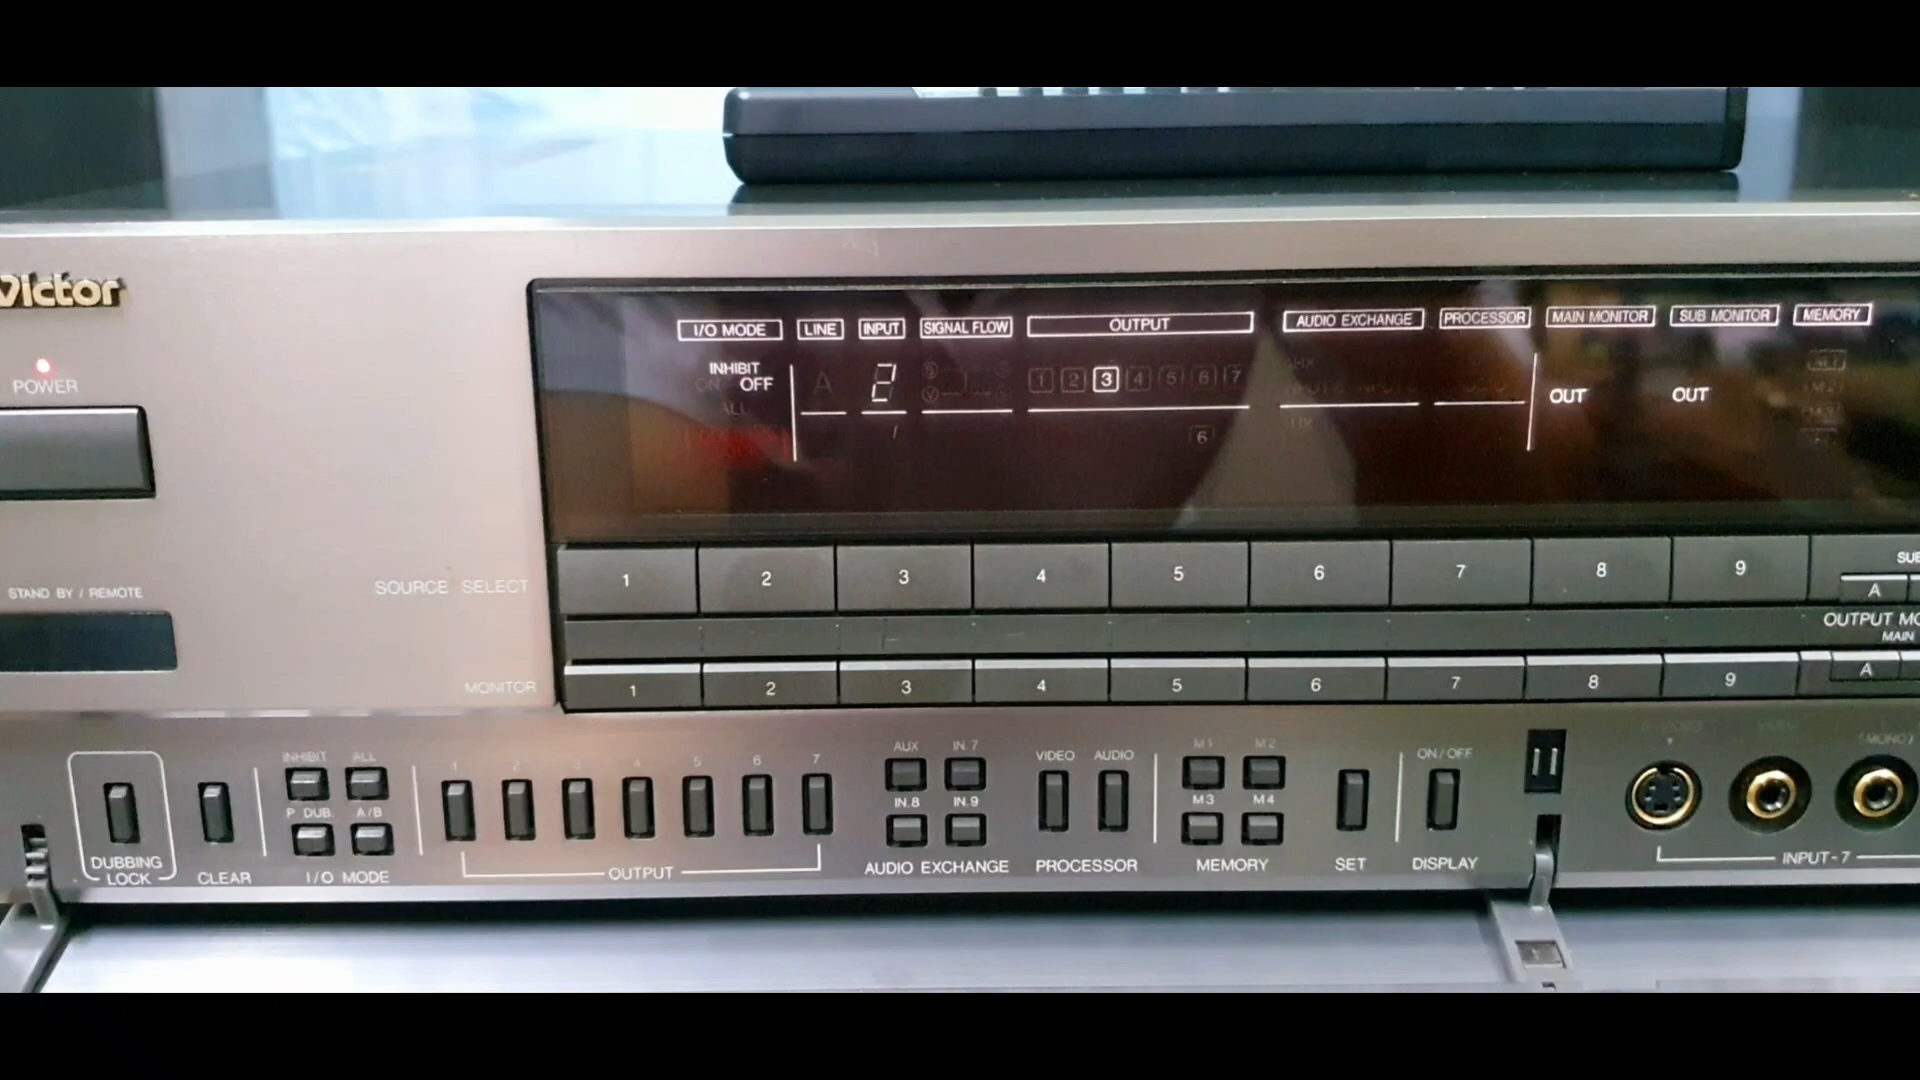 Victor
POWER
STAND BY / REMOTE
I/O MODE LINE INPUT SIGNAL FLOW OUTPUT AUDIO EXCHANGE PROCESSOR MAIN MONITOR SUB MONITOR MEMORY
INHIBIT
ON OFF A 2 1 2 3 4 5 6 7 OUT OUT
ALL
6
SOURCE SELECT 1 2 3 4 5 6 7 8 9
A
MAIN
MONITOR 1 2 3 4 5 6 7 8 9 A
INHIBIT ALL 1 2 3 4 5 6 7 AUX IN.7 VIDEO AUDIO M1 M2 ON/OFF (MONO)
P DUB. A/B IN.8 IN.9 M3 M4
DUBBING LOCK CLEAR I/O MODE OUTPUT AUDIO EXCHANGE PROCESSOR MEMORY SET DISPLAY INPUT-7